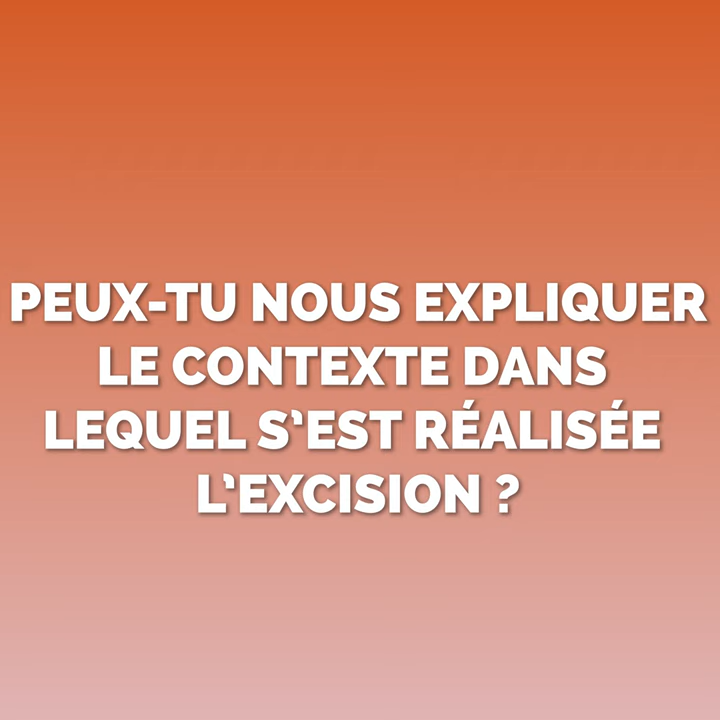 PEUX-TU NOUS EXPLIQUER
LE CONTEXTE DANS
LEQUEL S'EST RÉALISÉE
L'EXCISION ?